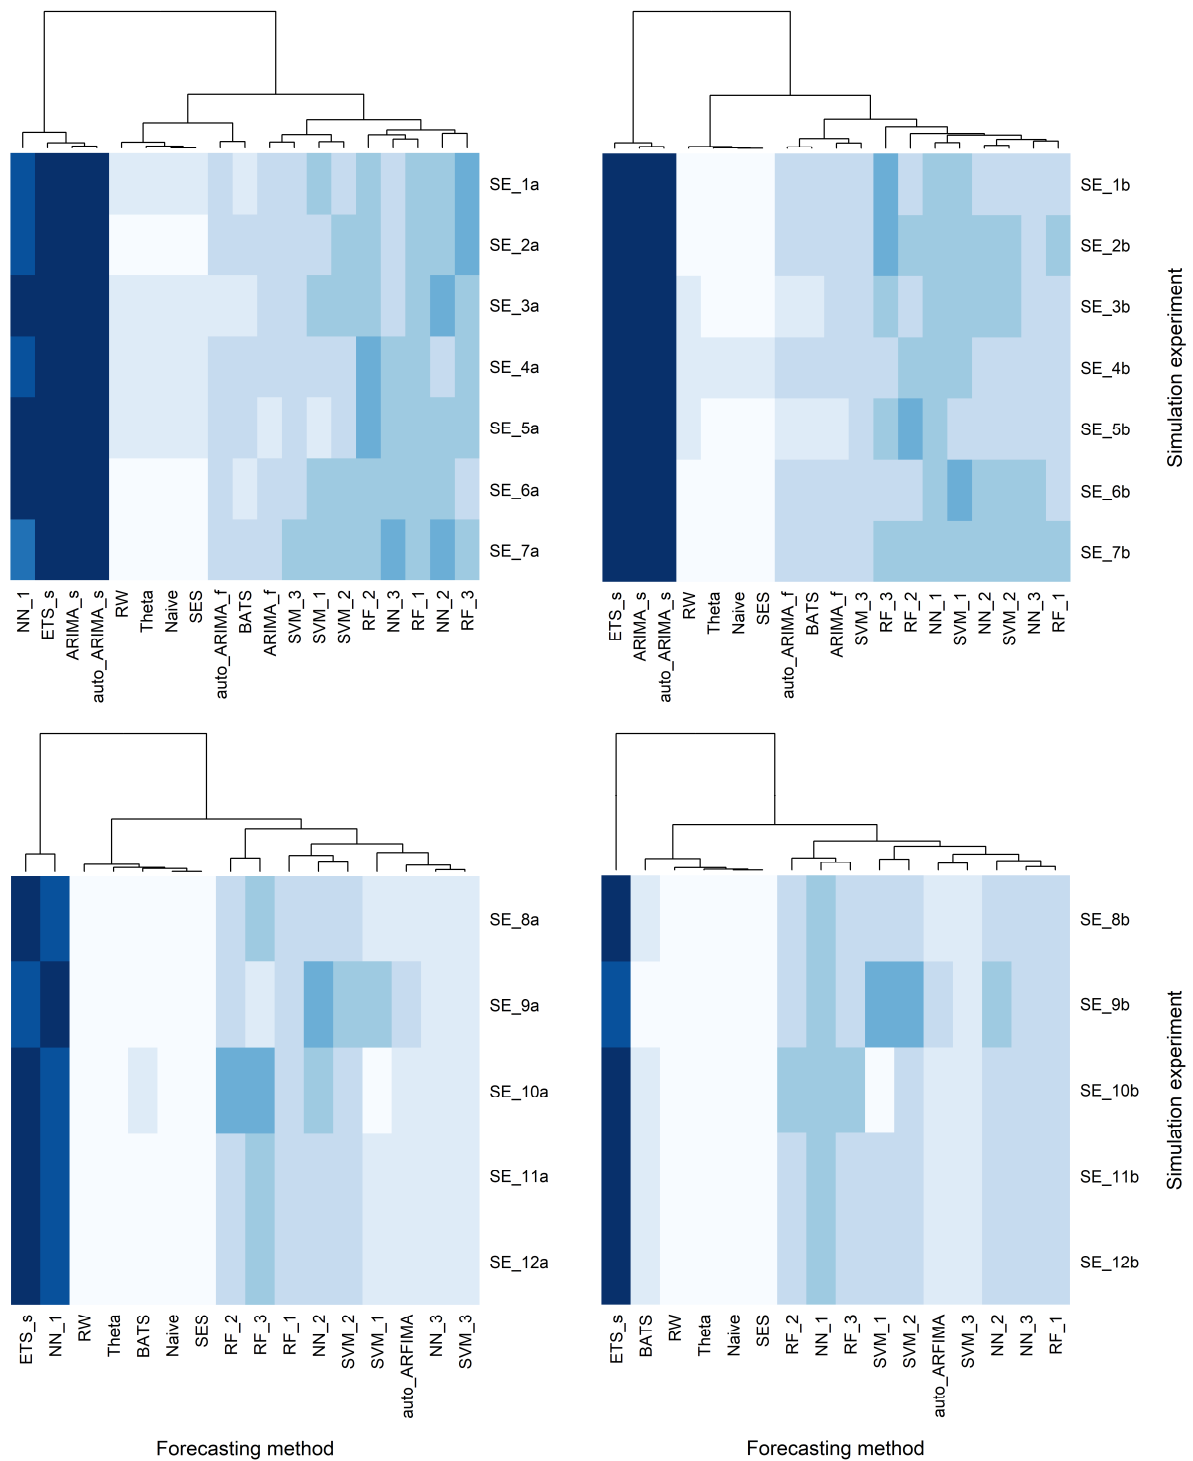 SE_1a
SE_2a
SE_3a
SE_4a
SE_5a
SE_6a
SE_7a
NN_1
ETS_s
ARIMA_s
auto_ARIMA_s
RW
Theta
Naive
SES
auto_ARIMA_f
BATS
ARIMA_f
SVM_3
SVM_1
SVM_2
RF_2
NN_3
RF_1
NN_2
RF_3
SE_1b
SE_2b
SE_3b
SE_4b
SE_5b
SE_6b
SE_7b
Simulation experiment
ETS_s
ARIMA_s
auto_ARIMA_s
RW
Theta
Naive
SES
auto_ARIMA_f
BATS
ARIMA_f
SVM_3
RF_3
RF_2
NN_1
SVM_1
NN_2
SVM_2
NN_3
RF_1
SE_8a
SE_9a
SE_10a
SE_11a
SE_12a
ETS_s
NN_1
RW
Theta
BATS
Naive
SES
RF_2
RF_3
RF_1
NN_2
SVM_2
SVM_1
auto_ARFIMA
NN_3
SVM_3
Forecasting method
SE_8b
SE_9b
SE_10b
SE_11b
SE_12b
Simulation experiment
ETS_s
BATS
RW
Theta
Naive
SES
RF_2
NN_1
RF_3
SVM_1
SVM_2
auto_ARFIMA
SVM_3
NN_2
NN_3
RF_1
Forecasting method